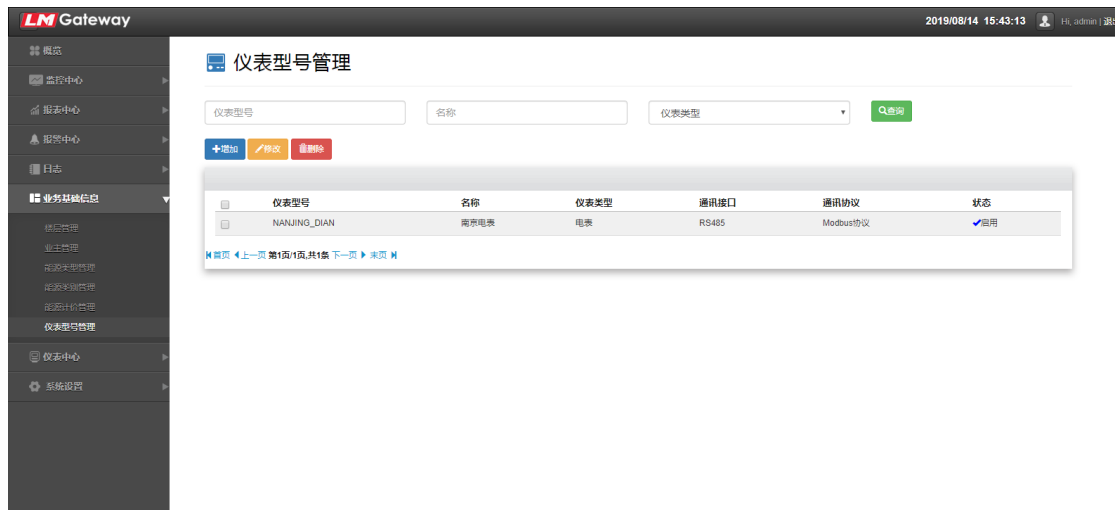 LM Gateway
2019/08/14 15:43:13 Hi, admin | 退
概览
监控中心
报表中心
报警中心
日志
业务基础信息
楼层管理
业主管理
能源类型管理
能源类别管理
能源计价管理
仪表型号管理
仪表中心
系统设置
仪表型号管理
仪表型号 名称 仪表类型 查询
增加 修改 删除
仪表型号 名称 仪表类型 通讯接口 通讯协议 状态
NANJING_DIAN 南京电表 电表 RS485 Modbus协议 启用
首页 上一页 第1页/1页,共1条 下一页 末页